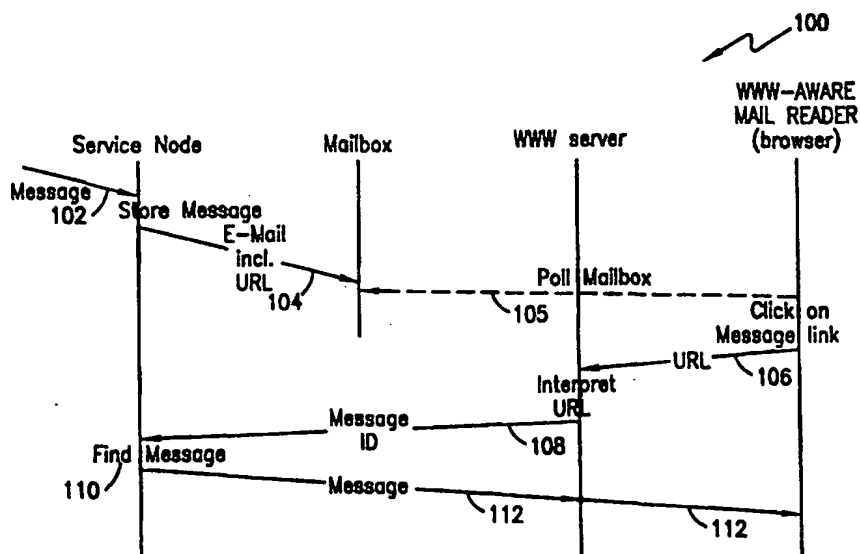 100
WWW-AWARE
MAIL READER
(browser)
Service Node
Mailbox
WWW server
Message
102
Store Message
E-Mail
incl.
URL
104
Poll Mailbox
105
Click on
Message link
URL
106
Interpret
URL
Message
ID
108
Find Message
110
Message
112
112